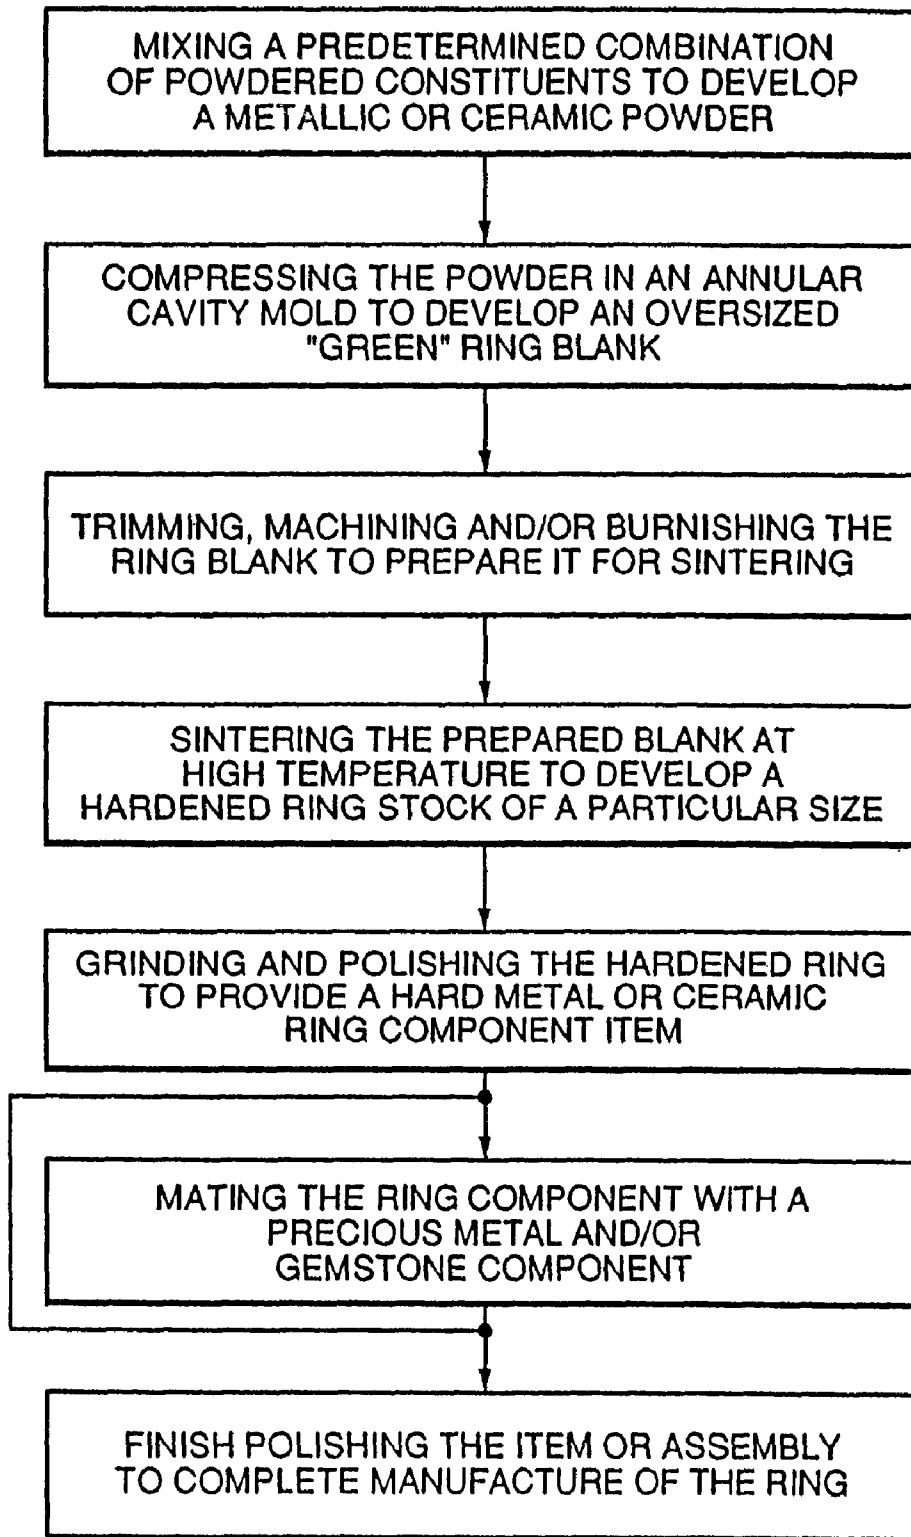 MIXING A PREDETERMINED COMBINATION
OF POWDERED CONSTITUENTS TO DEVELOP
A METALLIC OR CERAMIC POWDER
COMPRESSING THE POWDER IN AN ANNULAR
CAVITY MOLD TO DEVELOP AN OVERSIZED
"GREEN" RING BLANK
TRIMMING, MACHINING AND/OR BURNISHING THE
RING BLANK TO PREPARE IT FOR SINTERING
SINTERING THE PREPARED BLANK AT
HIGH TEMPERATURE TO DEVELOP A
HARDENED RING STOCK OF A PARTICULAR SIZE
GRINDING AND POLISHING THE HARDENED RING
TO PROVIDE A HARD METAL OR CERAMIC
RING COMPONENT ITEM
MATING THE RING COMPONENT WITH A
PRECIOUS METAL AND/OR
GEMSTONE COMPONENT
FINISH POLISHING THE ITEM OR ASSEMBLY
TO COMPLETE MANUFACTURE OF THE RING